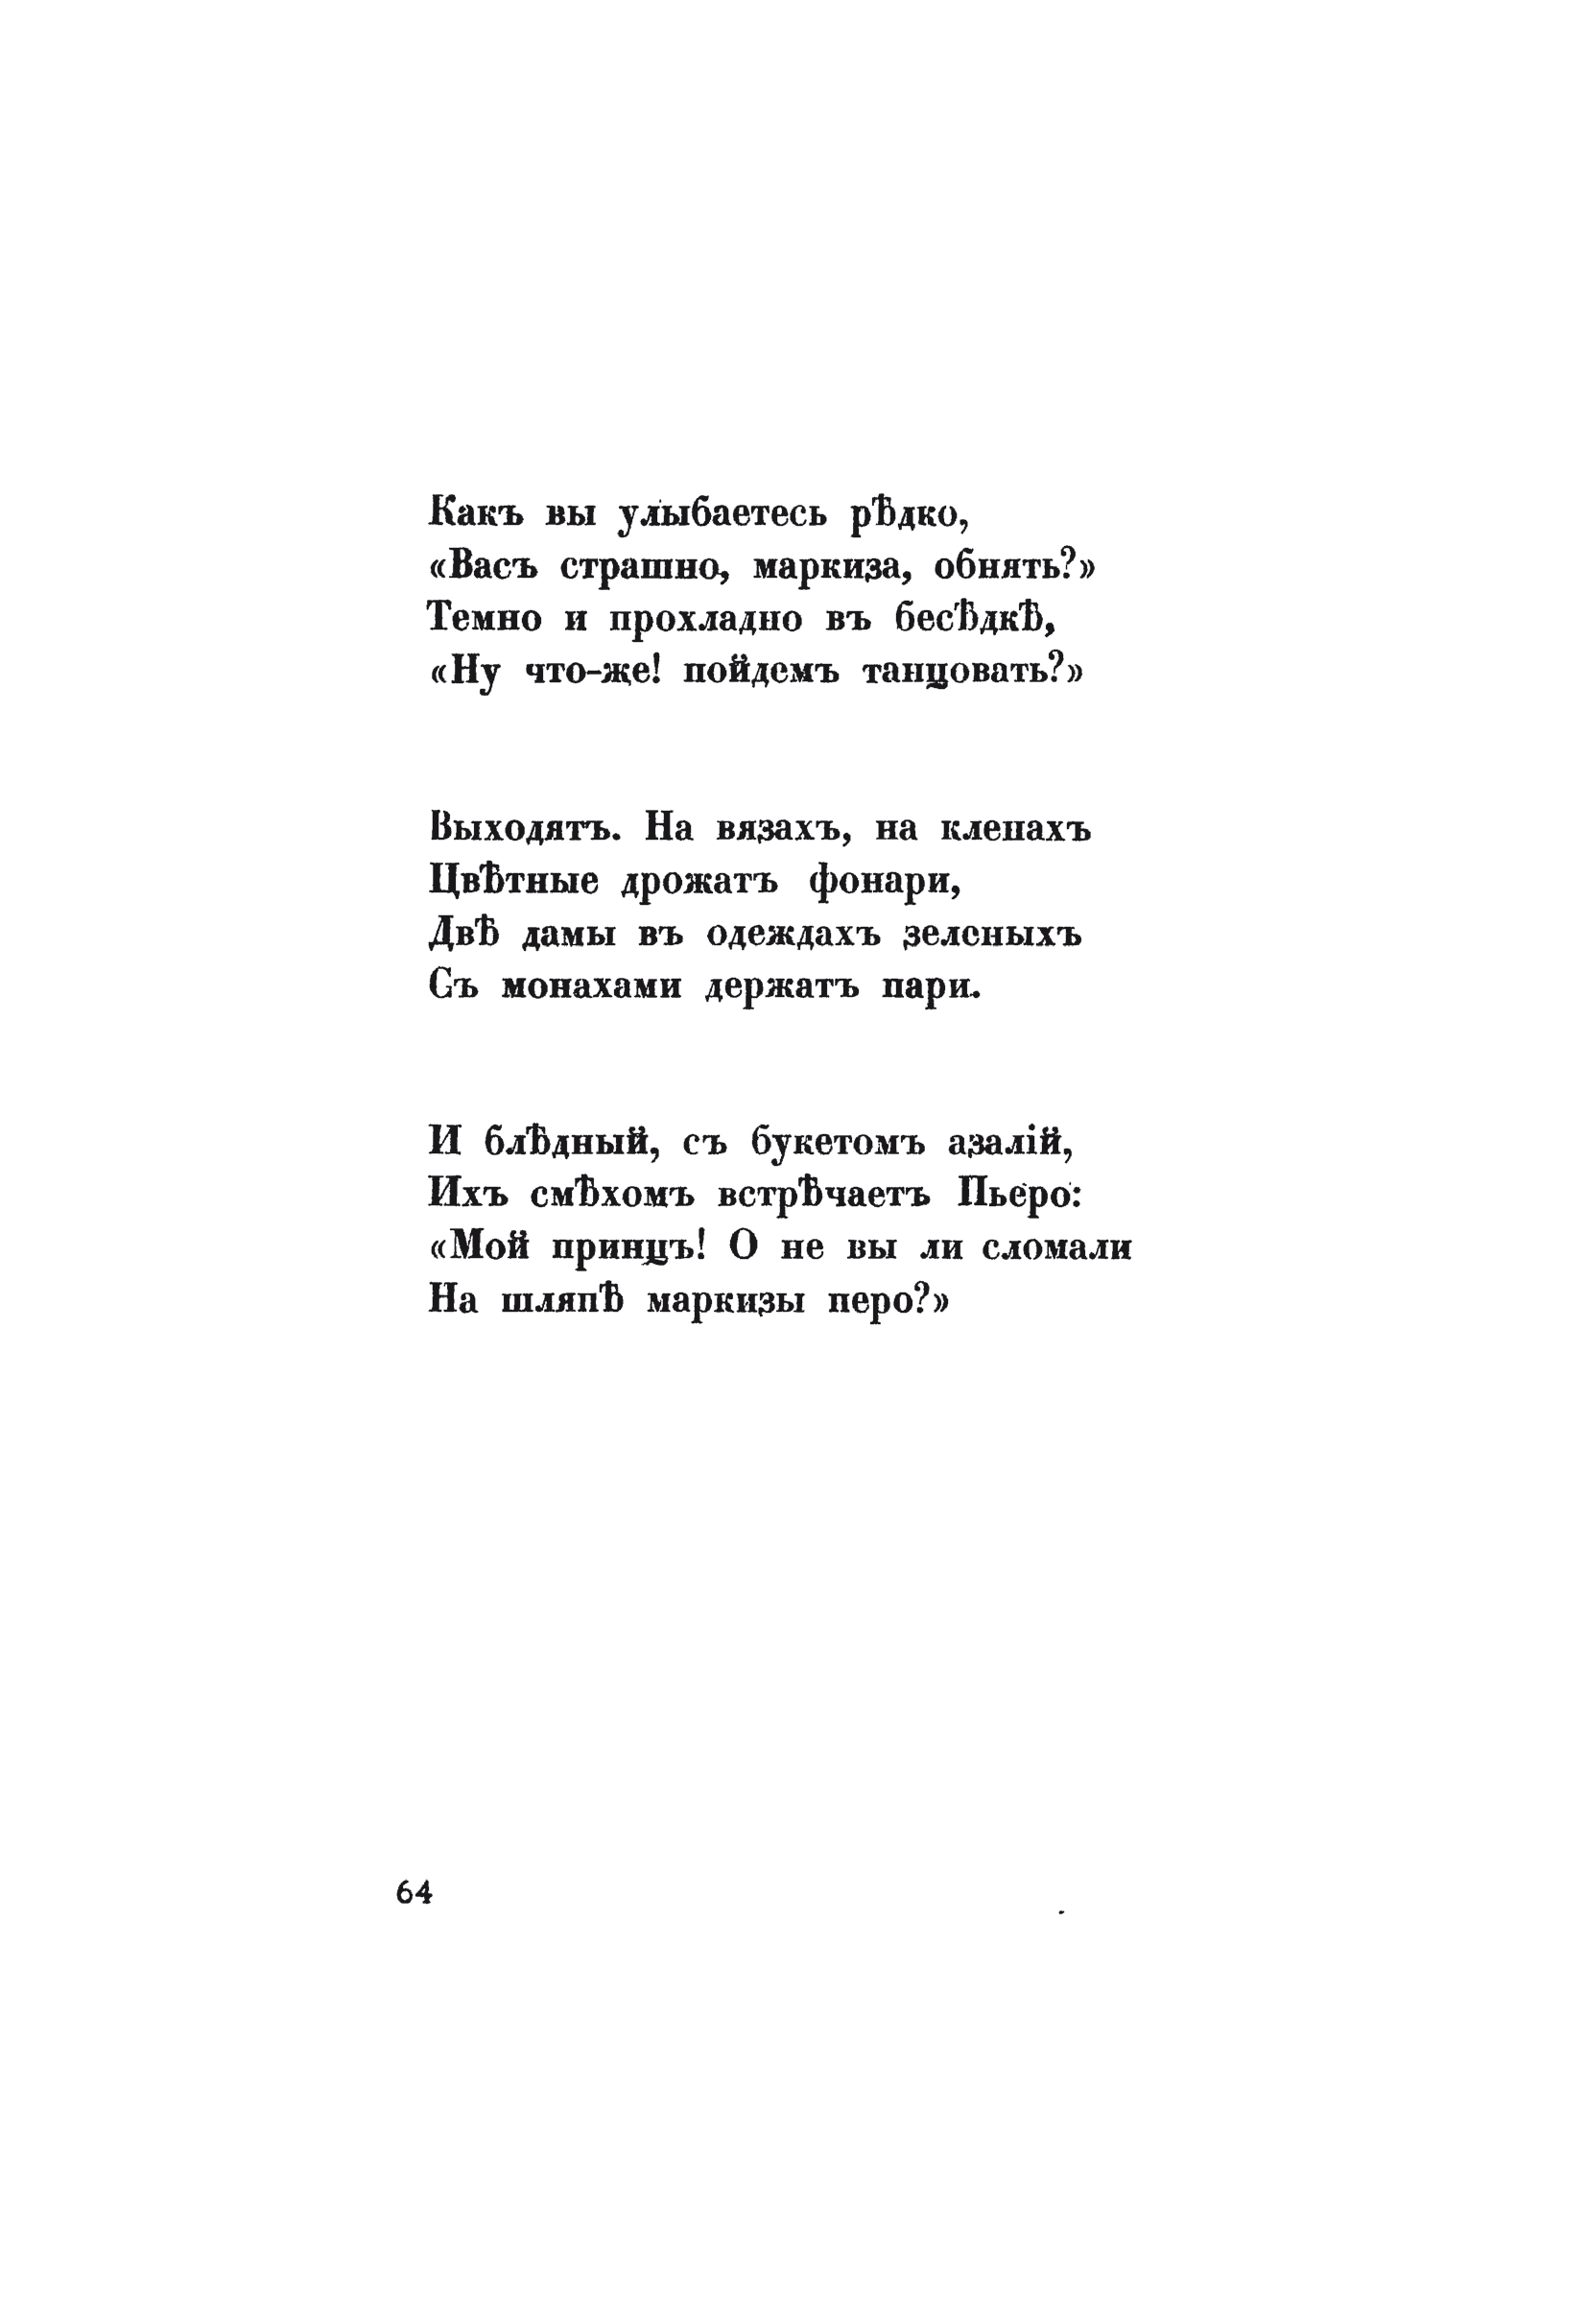 Какъ вы улыбаетесь рѣдко,
«Васъ страшно, маркиза, обнять?»
Темно и прохладно въ бесѣдкѣ,
«Ну что-же! пойдемъ танцовать?»
Выходятъ. На вязахъ, на кленахъ
Цвѣтные дрожатъ фонари,
Двѣ дамы въ одеждахъ зеленыхъ
Съ монахами держатъ пари.
И блѣдный, съ букетомъ азалій,
Ихъ смѣхомъ встрѣчаетъ Пьеро:
«Мой принцъ! О не вы ли сломали
На шляпѣ маркизы перо?»
64